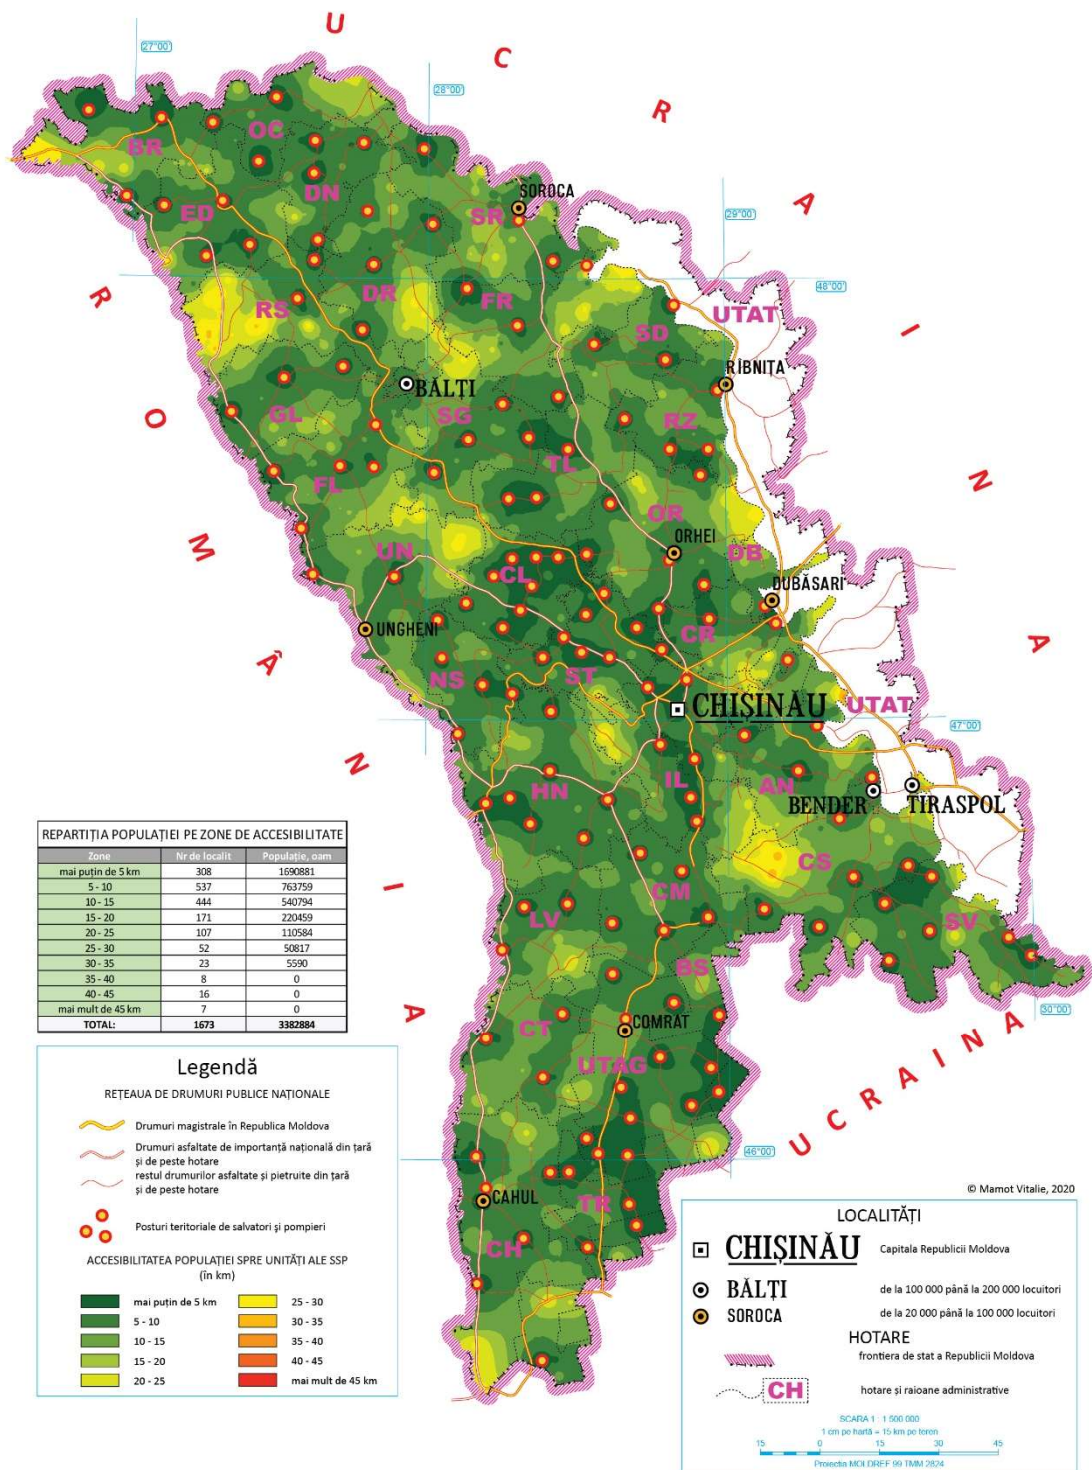 U C R A I N A
27°00'
28°00'
29°00'
48°00'
47°00'
46°00'
30°00'
R O M Â N I A
U C R A I N A
BR
OC
DN
ED
SR
SOROCA
RS
DR
FR
SD
UTAT
RÎBNIȚA
BĂLȚI
GL
SG
RZ
FL
TL
OR
ORHEI
UN
DB
CL
DUBĂSARI
UNGHENI
CR
NS
ST
CHIȘINĂU
UTAT
HN
IL
AN
BENDER
TIRASPOL
CS
CM
LV
SV
BS
CT
COMRAT
UTAG
CAHUL
TR
CH
REPARTIȚIA POPULAȚIEI PE ZONE DE ACCESIBILITATE
Zone Nr de localit Populație, oam
mai puțin de 5 km 308 1690881
5 - 10 537 763759
10 - 15 444 540794
15 - 20 171 220459
20 - 25 107 110584
25 - 30 52 50817
30 - 35 23 5590
35 - 40 8 0
40 - 45 16 0
mai mult de 45 km 7 0
TOTAL: 1673 3382884
Legendă
REȚEAUA DE DRUMURI PUBLICE NAȚIONALE
Drumuri magistrale în Republica Moldova
Drumuri asfaltate de importanță națională din țară
și de peste hotare
restul drumurilor asfaltate și pietruite din țară
și de peste hotare
Posturi teritoriale de salvatori și pompieri
ACCESIBILITATEA POPULAȚIEI SPRE UNITĂȚI ALE SSP
(în km)
mai puțin de 5 km
5 - 10
10 - 15
15 - 20
20 - 25
25 - 30
30 - 35
35 - 40
40 - 45
mai mult de 45 km
© Mamot Vitalie, 2020
LOCALITĂȚI
CHIȘINĂU Capitala Republicii Moldova
BĂLȚI de la 100 000 până la 200 000 locuitori
SOROCA de la 20 000 până la 100 000 locuitori
HOTARE
frontiera de stat a Republicii Moldova
CH hotare și raioane administrative
SCARA 1 : 1 500 000
1 cm pe hartă = 15 km pe teren
15 0 15 30 45
Proiecția MOLDREF 99 TMM 2824